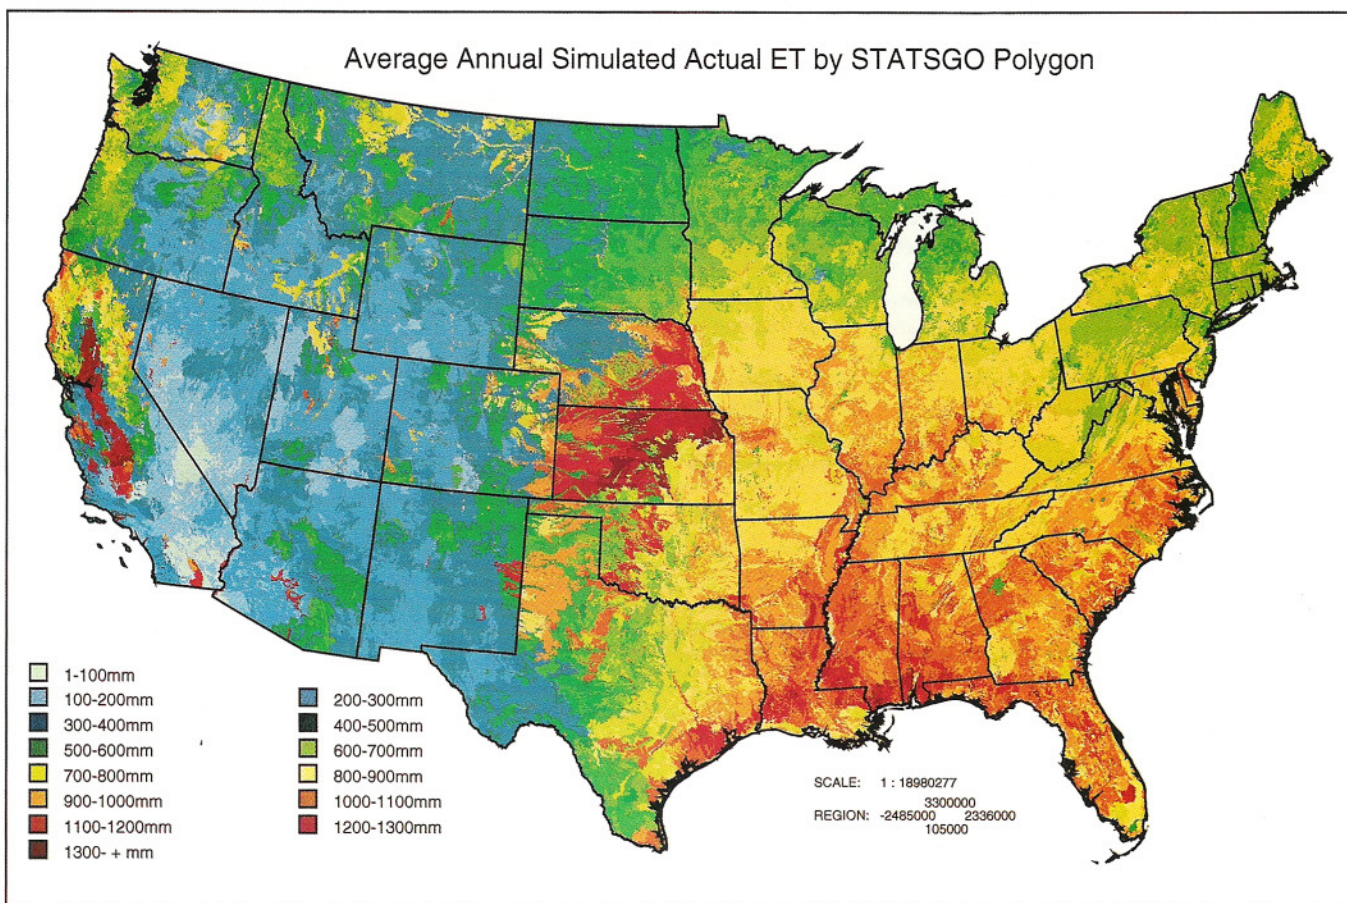 Average Annual Simulated Actual ET by STATSGO Polygon
1-100mm
100-200mm
300-400mm
500-600mm
700-800mm
900-1000mm
1100-1200mm
1300- + mm
200-300mm
400-500mm
600-700mm
800-900mm
1000-1100mm
1200-1300mm
SCALE: 1 : 18980277
3300000
REGION: -2485000 2336000
105000